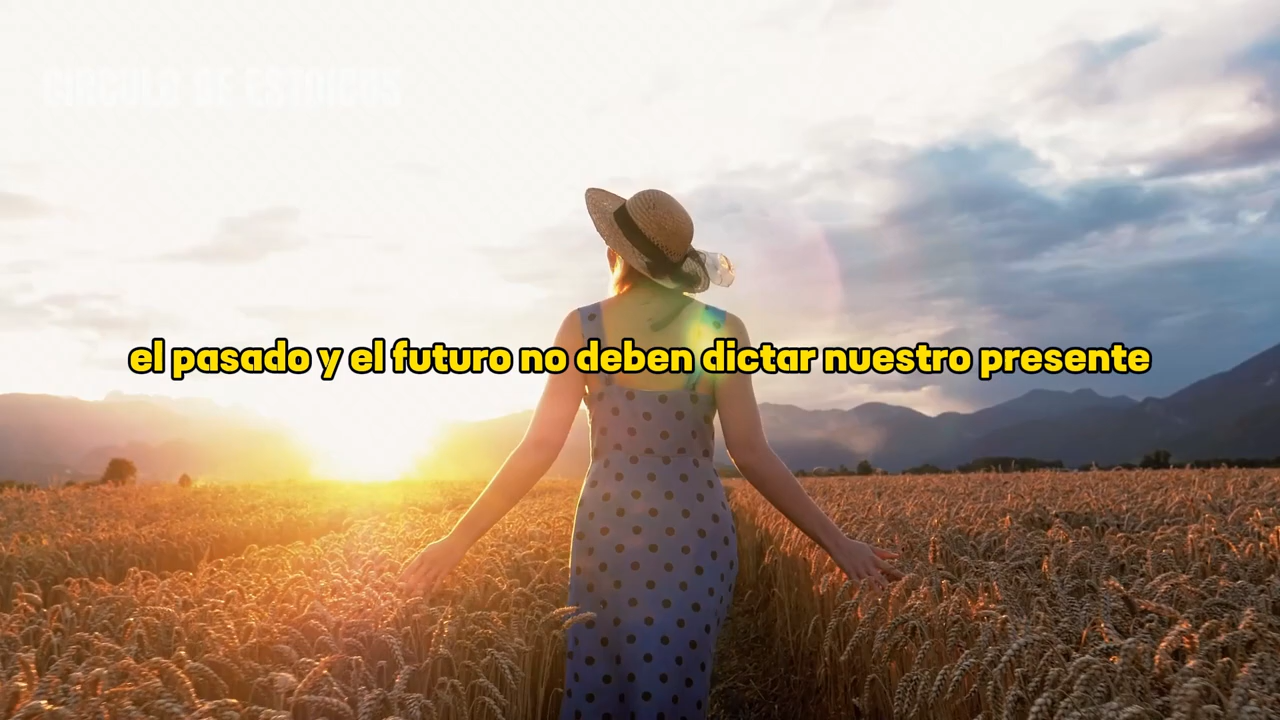 CIRCULO DE ESTOICOS
el pasado y el futuro no deben dictar nuestro presente